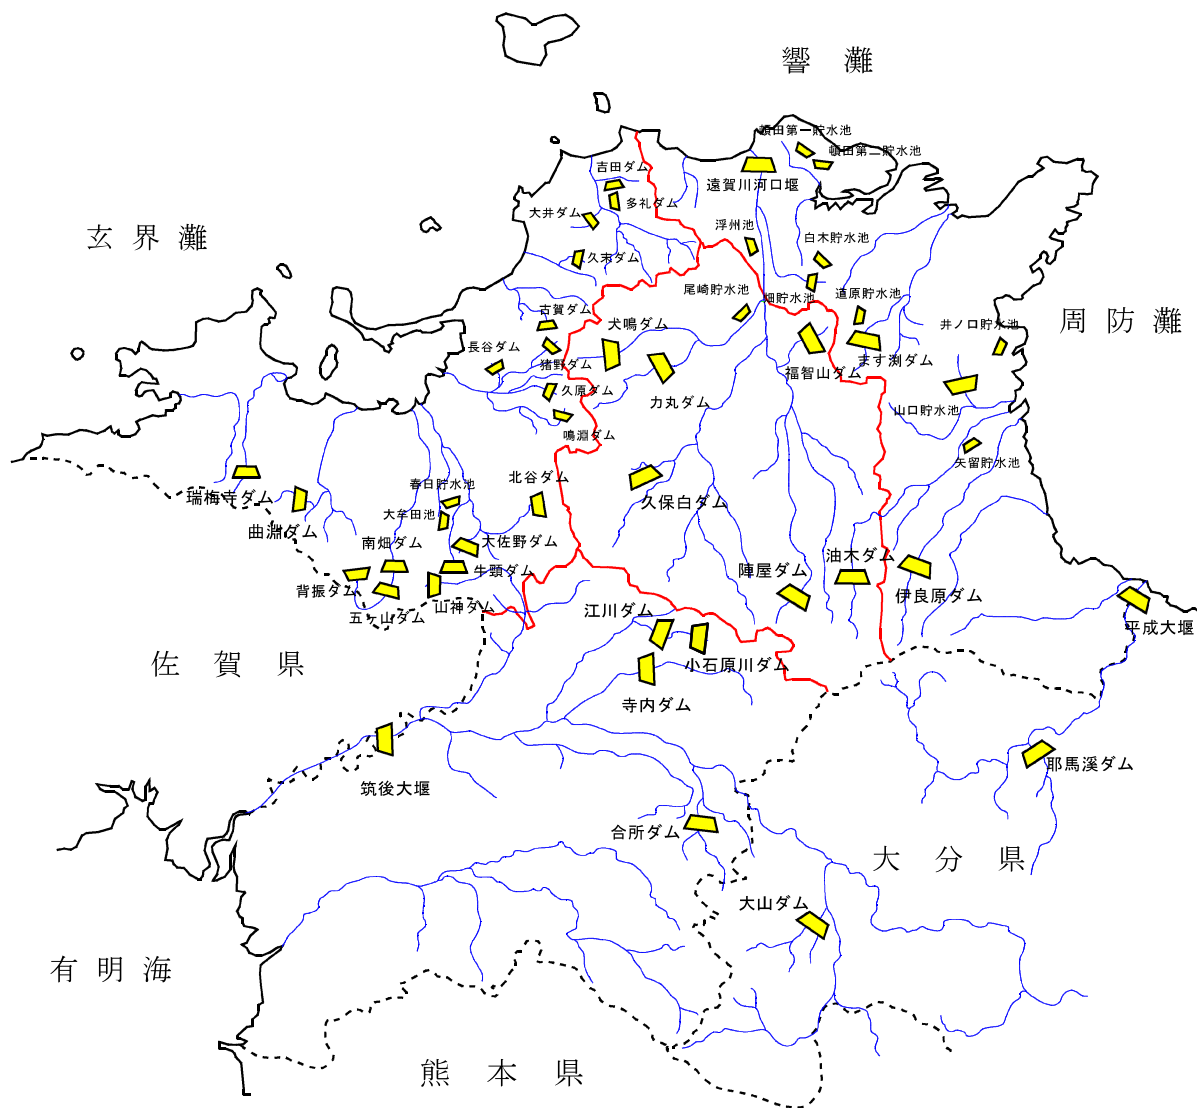 響灘
頓田第一貯水池
頓田第二貯水池
吉田ダム
遠賀川河口堰
多礼ダム
大井ダム
浮州池
玄界灘
白木貯水池
久末ダム
尾崎貯水池
畑貯水池
道原貯水池
古賀ダム
犬鳴ダム
井ノ口貯水池
周防灘
長谷ダム
猪野ダム
ます渕ダム
福智山ダム
久原ダム
力丸ダム
山口貯水池
鳴淵ダム
矢留貯水池
北谷ダム
春日貯水池
瑞梅寺ダム
久保白ダム
大牟田池
曲淵ダム
南畑ダム
大佐野ダム
油木ダム
牛頸ダム
陣屋ダム
背振ダム
伊良原ダム
山神ダム
江川ダム
五ヶ山ダム
平成大堰
佐賀県
小石原川ダム
寺内ダム
耶馬溪ダム
筑後大堰
合所ダム
大分県
大山ダム
有明海
熊本県